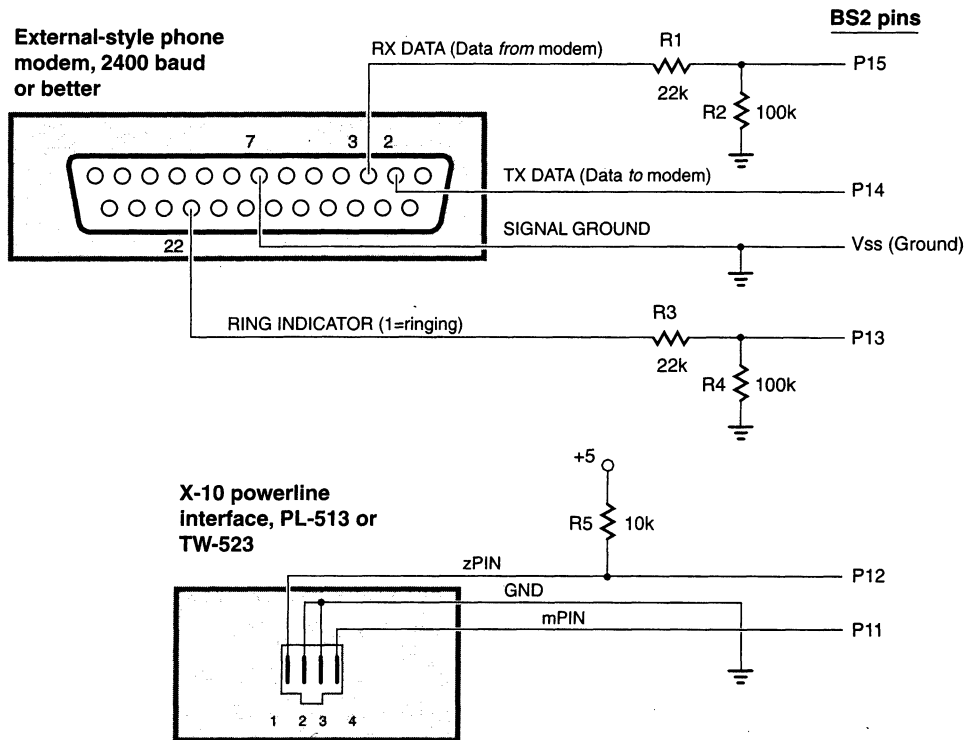 BS2 pins
External-style phone
modem, 2400 baud
or better
RX DATA (Data from modem)
R1
22k
P15
R2
100k
7
3
2
TX DATA (Data to modem)
P14
SIGNAL GROUND
Vss (Ground)
22
RING INDICATOR (1=ringing)
R3
22k
P13
R4
100k
+5
X-10 powerline
interface, PL-513 or
TW-523
R5
10k
zPIN
P12
GND
mPIN
P11
1
2
3
4